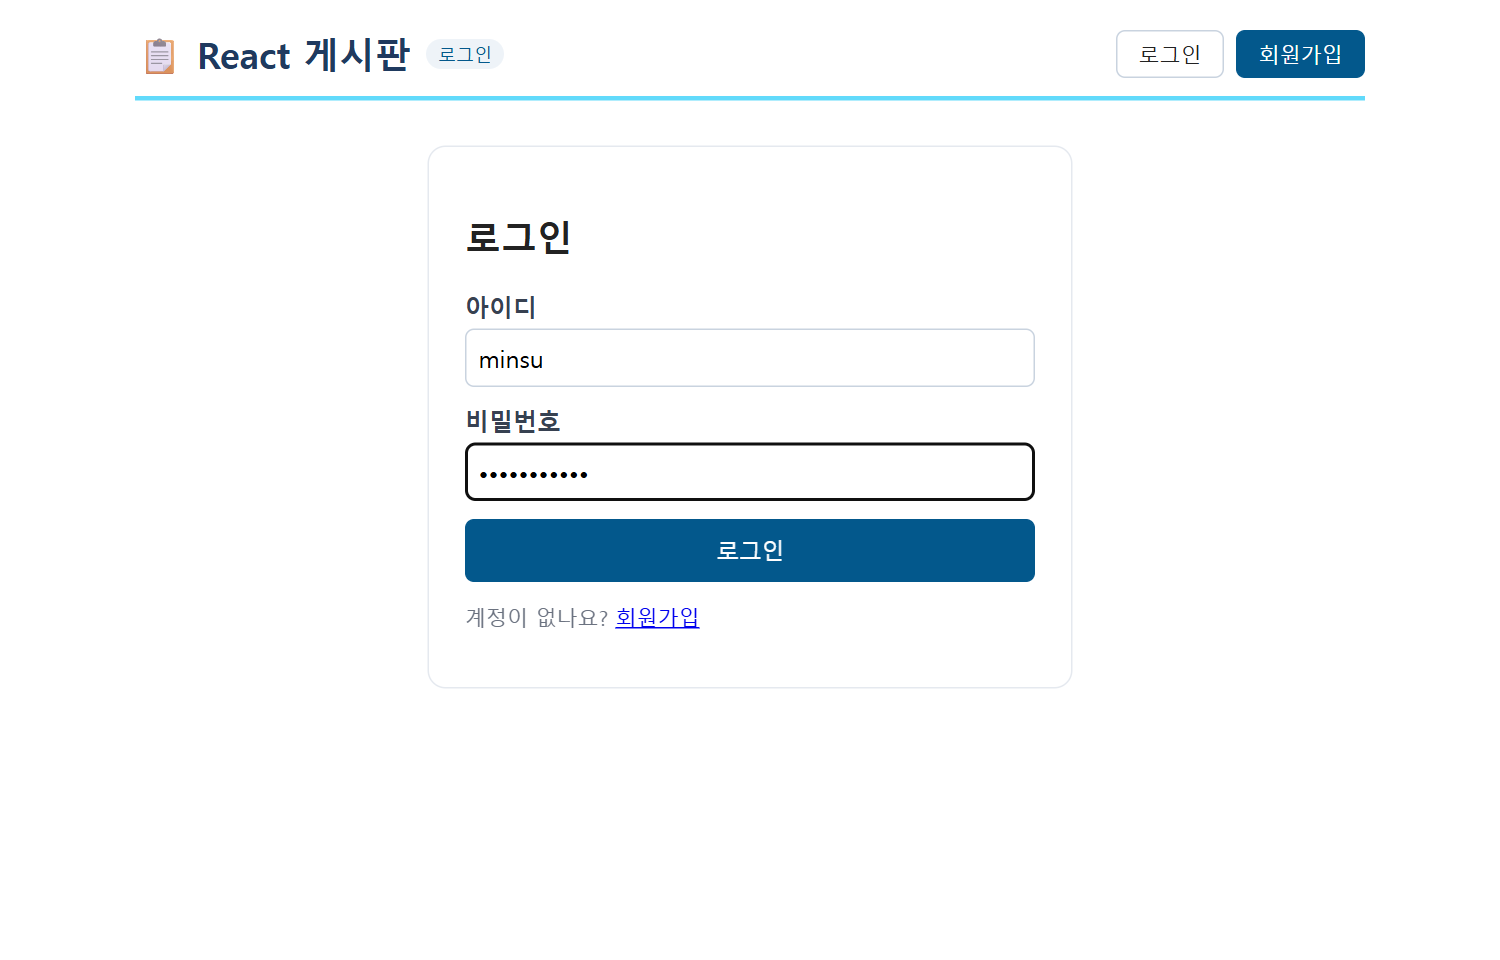 React 게시판 로그인 로그인 회원가입
로그인
아이디
minsu
비밀번호
•••••••••••
로그인
계정이 없나요? 회원가입